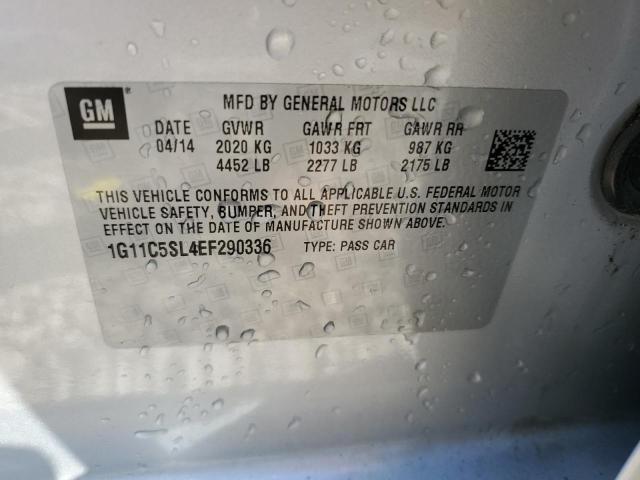 GM
MFD BY GENERAL MOTORS LLC
DATE GVWR GAWR FRT GAWR RR
04/14 2020 KG 1033 KG 987 KG
4452 LB 2277 LB 2175 LB
THIS VEHICLE CONFORMS TO ALL APPLICABLE U.S. FEDERAL MOTOR
VEHICLE SAFETY, BUMPER, AND THEFT PREVENTION STANDARDS IN
EFFECT ON THE DATE OF MANUFACTURE SHOWN ABOVE.
1G11C5SL4EF290336 TYPE: PASS CAR